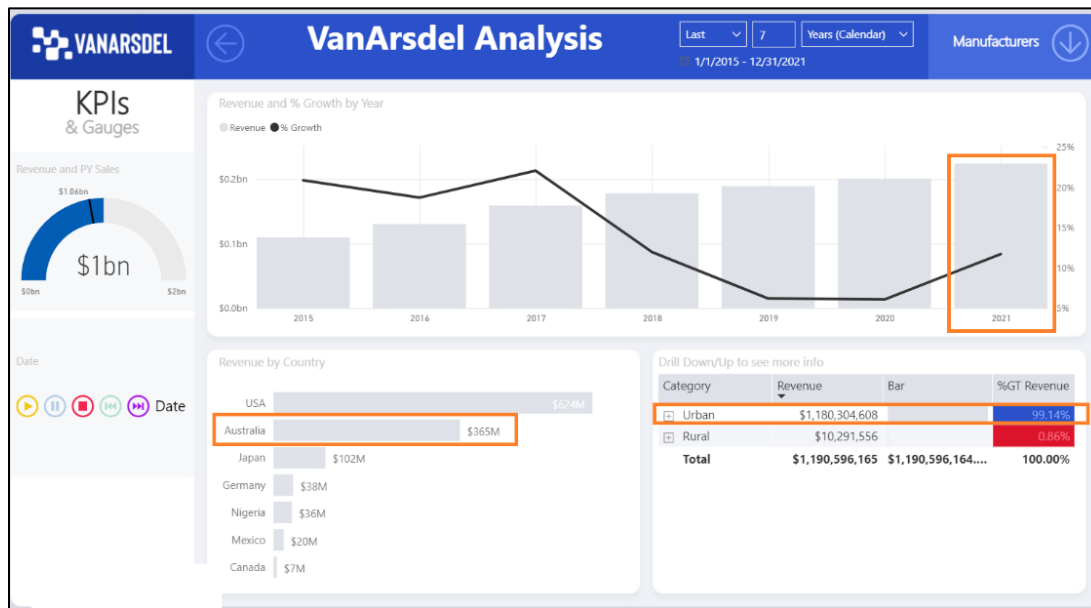 VANARSDEL
VanArsdel Analysis
Last
7
Years (Calendar)
1/1/2015 - 12/31/2021
Manufacturers
KPIs
& Gauges
Revenue and PY Sales
$1.06bn
$1bn
$0bn
$2bn
Date
Date
Revenue and % Growth by Year
Revenue % Growth
$0.2bn
$0.1bn
$0.0bn
25%
20%
15%
10%
5%
2015 2016 2017 2018 2019 2020 2021
Revenue by Country
USA $624M
Australia $365M
Japan $102M
Germany $38M
Nigeria $36M
Mexico $20M
Canada $7M
Drill Down/Up to see more info
Category Revenue Bar %GT Revenue
Urban $1,180,304,608 99.14%
Rural $10,291,556 0.86%
Total $1,190,596,165 $1,190,596,164.... 100.00%